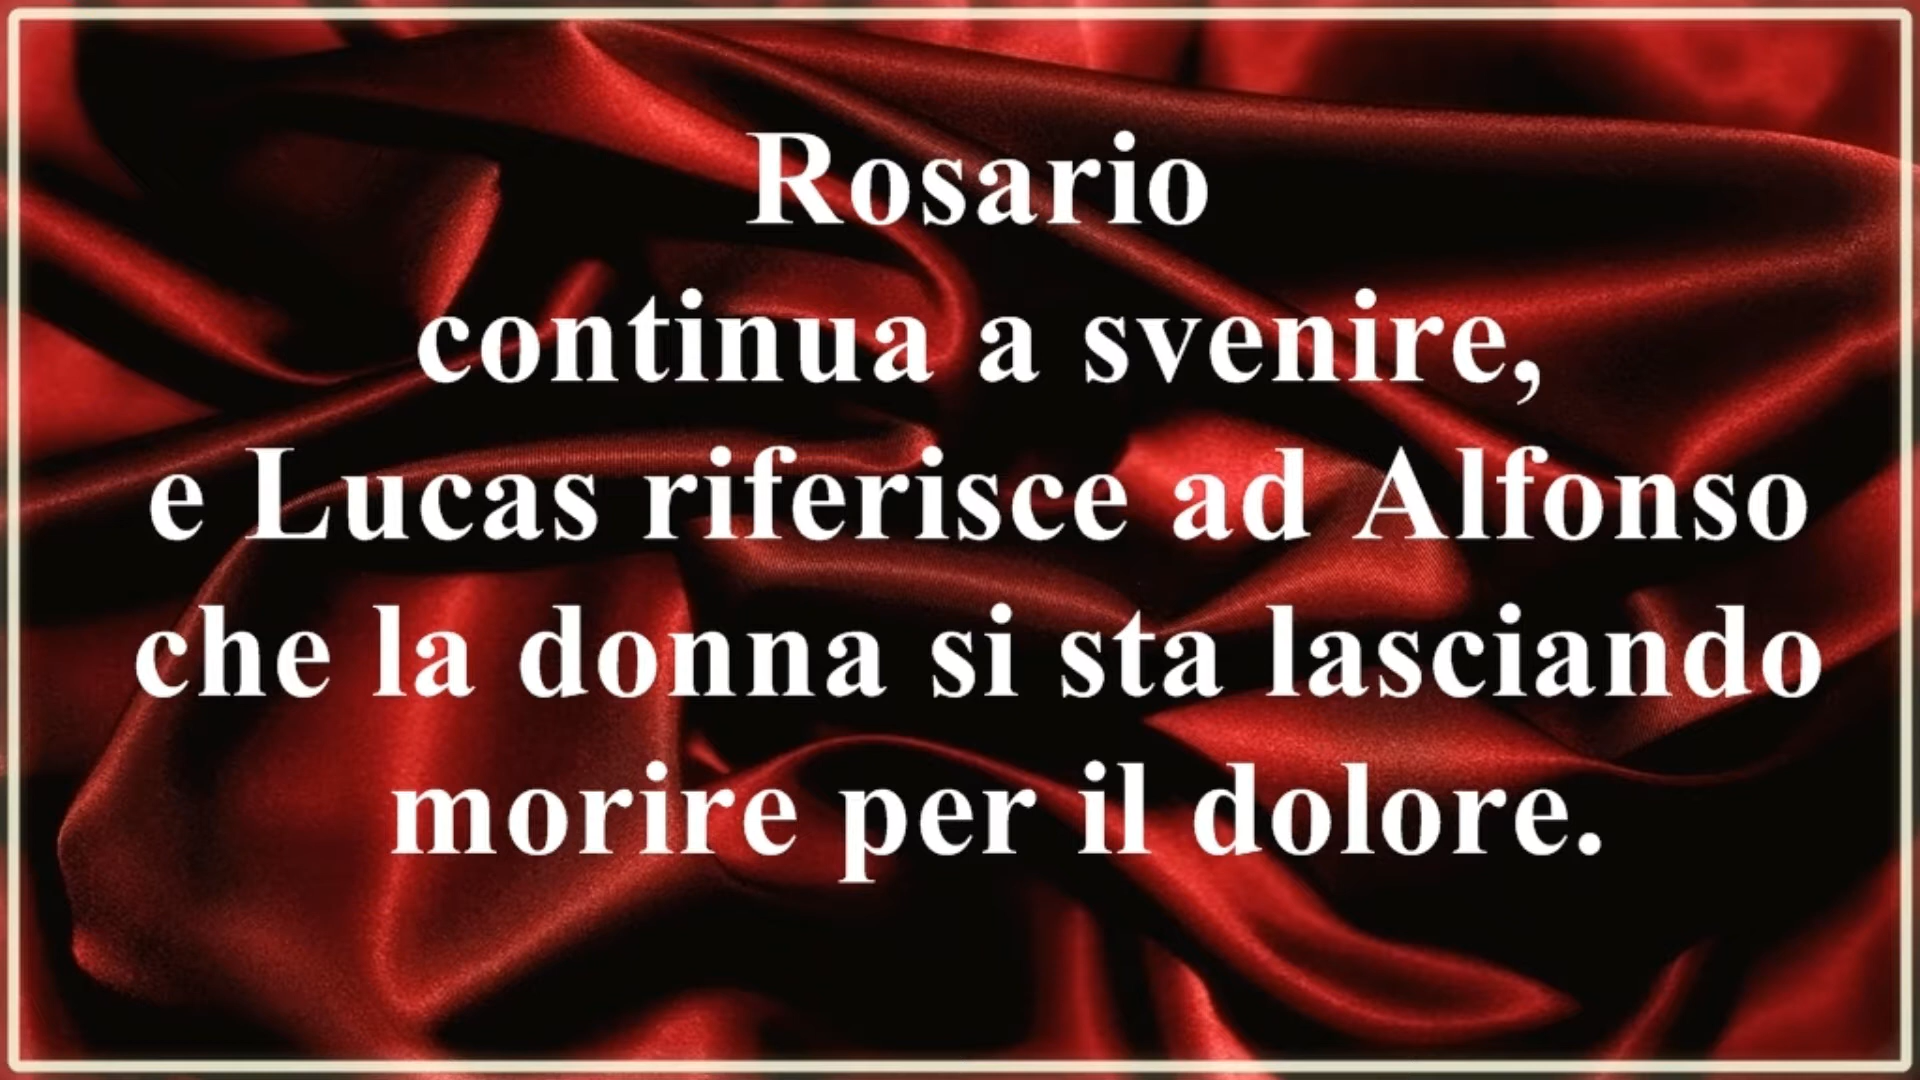 Rosario
continua a svenire,
e Lucas riferisce ad Alfonso
che la donna si sta lasciando
morire per il dolore.